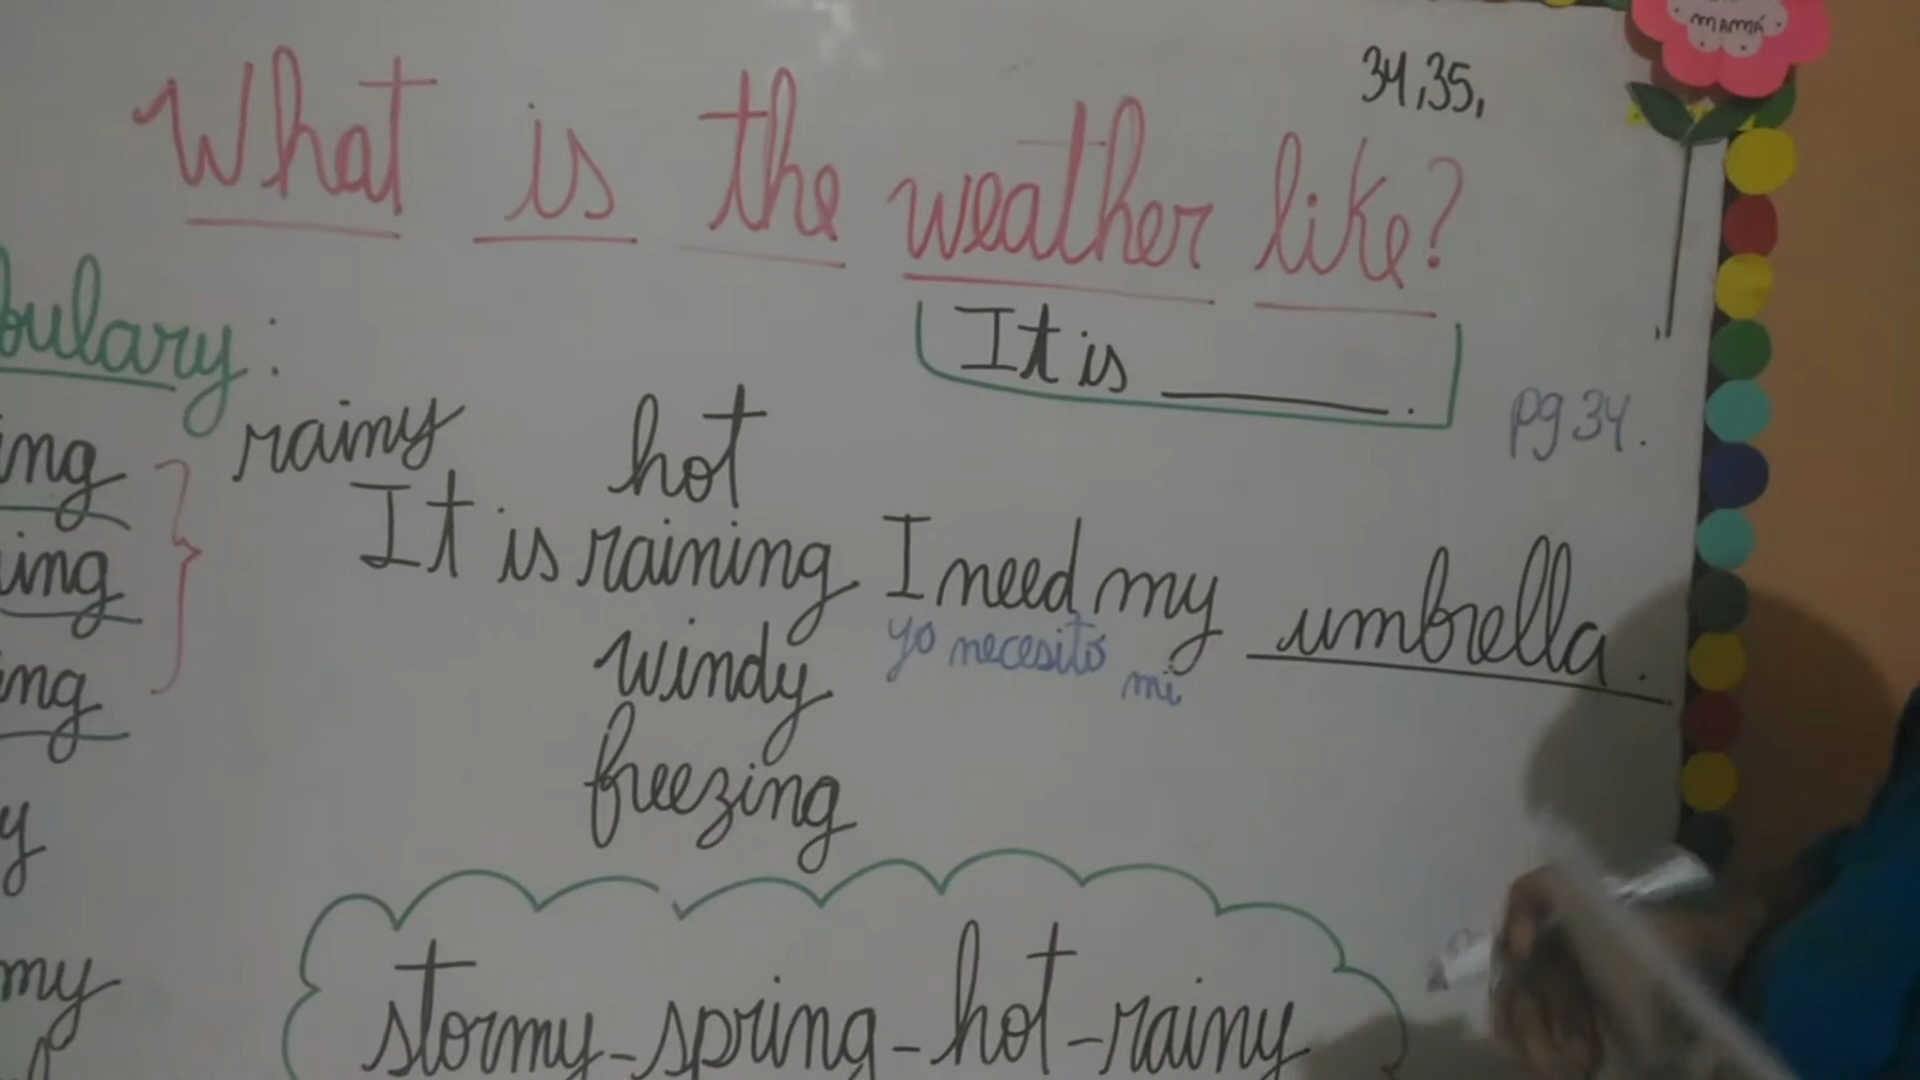 MAMÁ
34,35,
What is the weather like?
bulary:
It is ________.
pg 34.
ing
rainy
hot
ing
It is raining I need my umbrella.
yo necesito mi
ing
windy
freezing
y
my
stormy-spring-hot-rainy